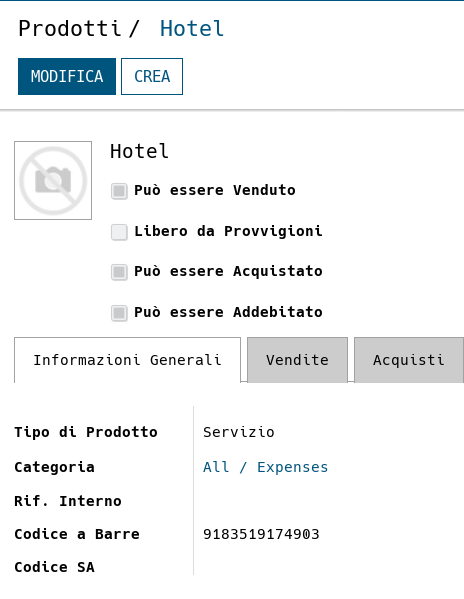 Prodotti / Hotel
MODIFICA CREA
Hotel
Può essere Venduto
Libero da Provvigioni
Può essere Acquistato
Può essere Addebitato
Informazioni Generali Vendite Acquisti
Tipo di Prodotto Servizio
Categoria All / Expenses
Rif. Interno
Codice a Barre 9183519174903
Codice SA